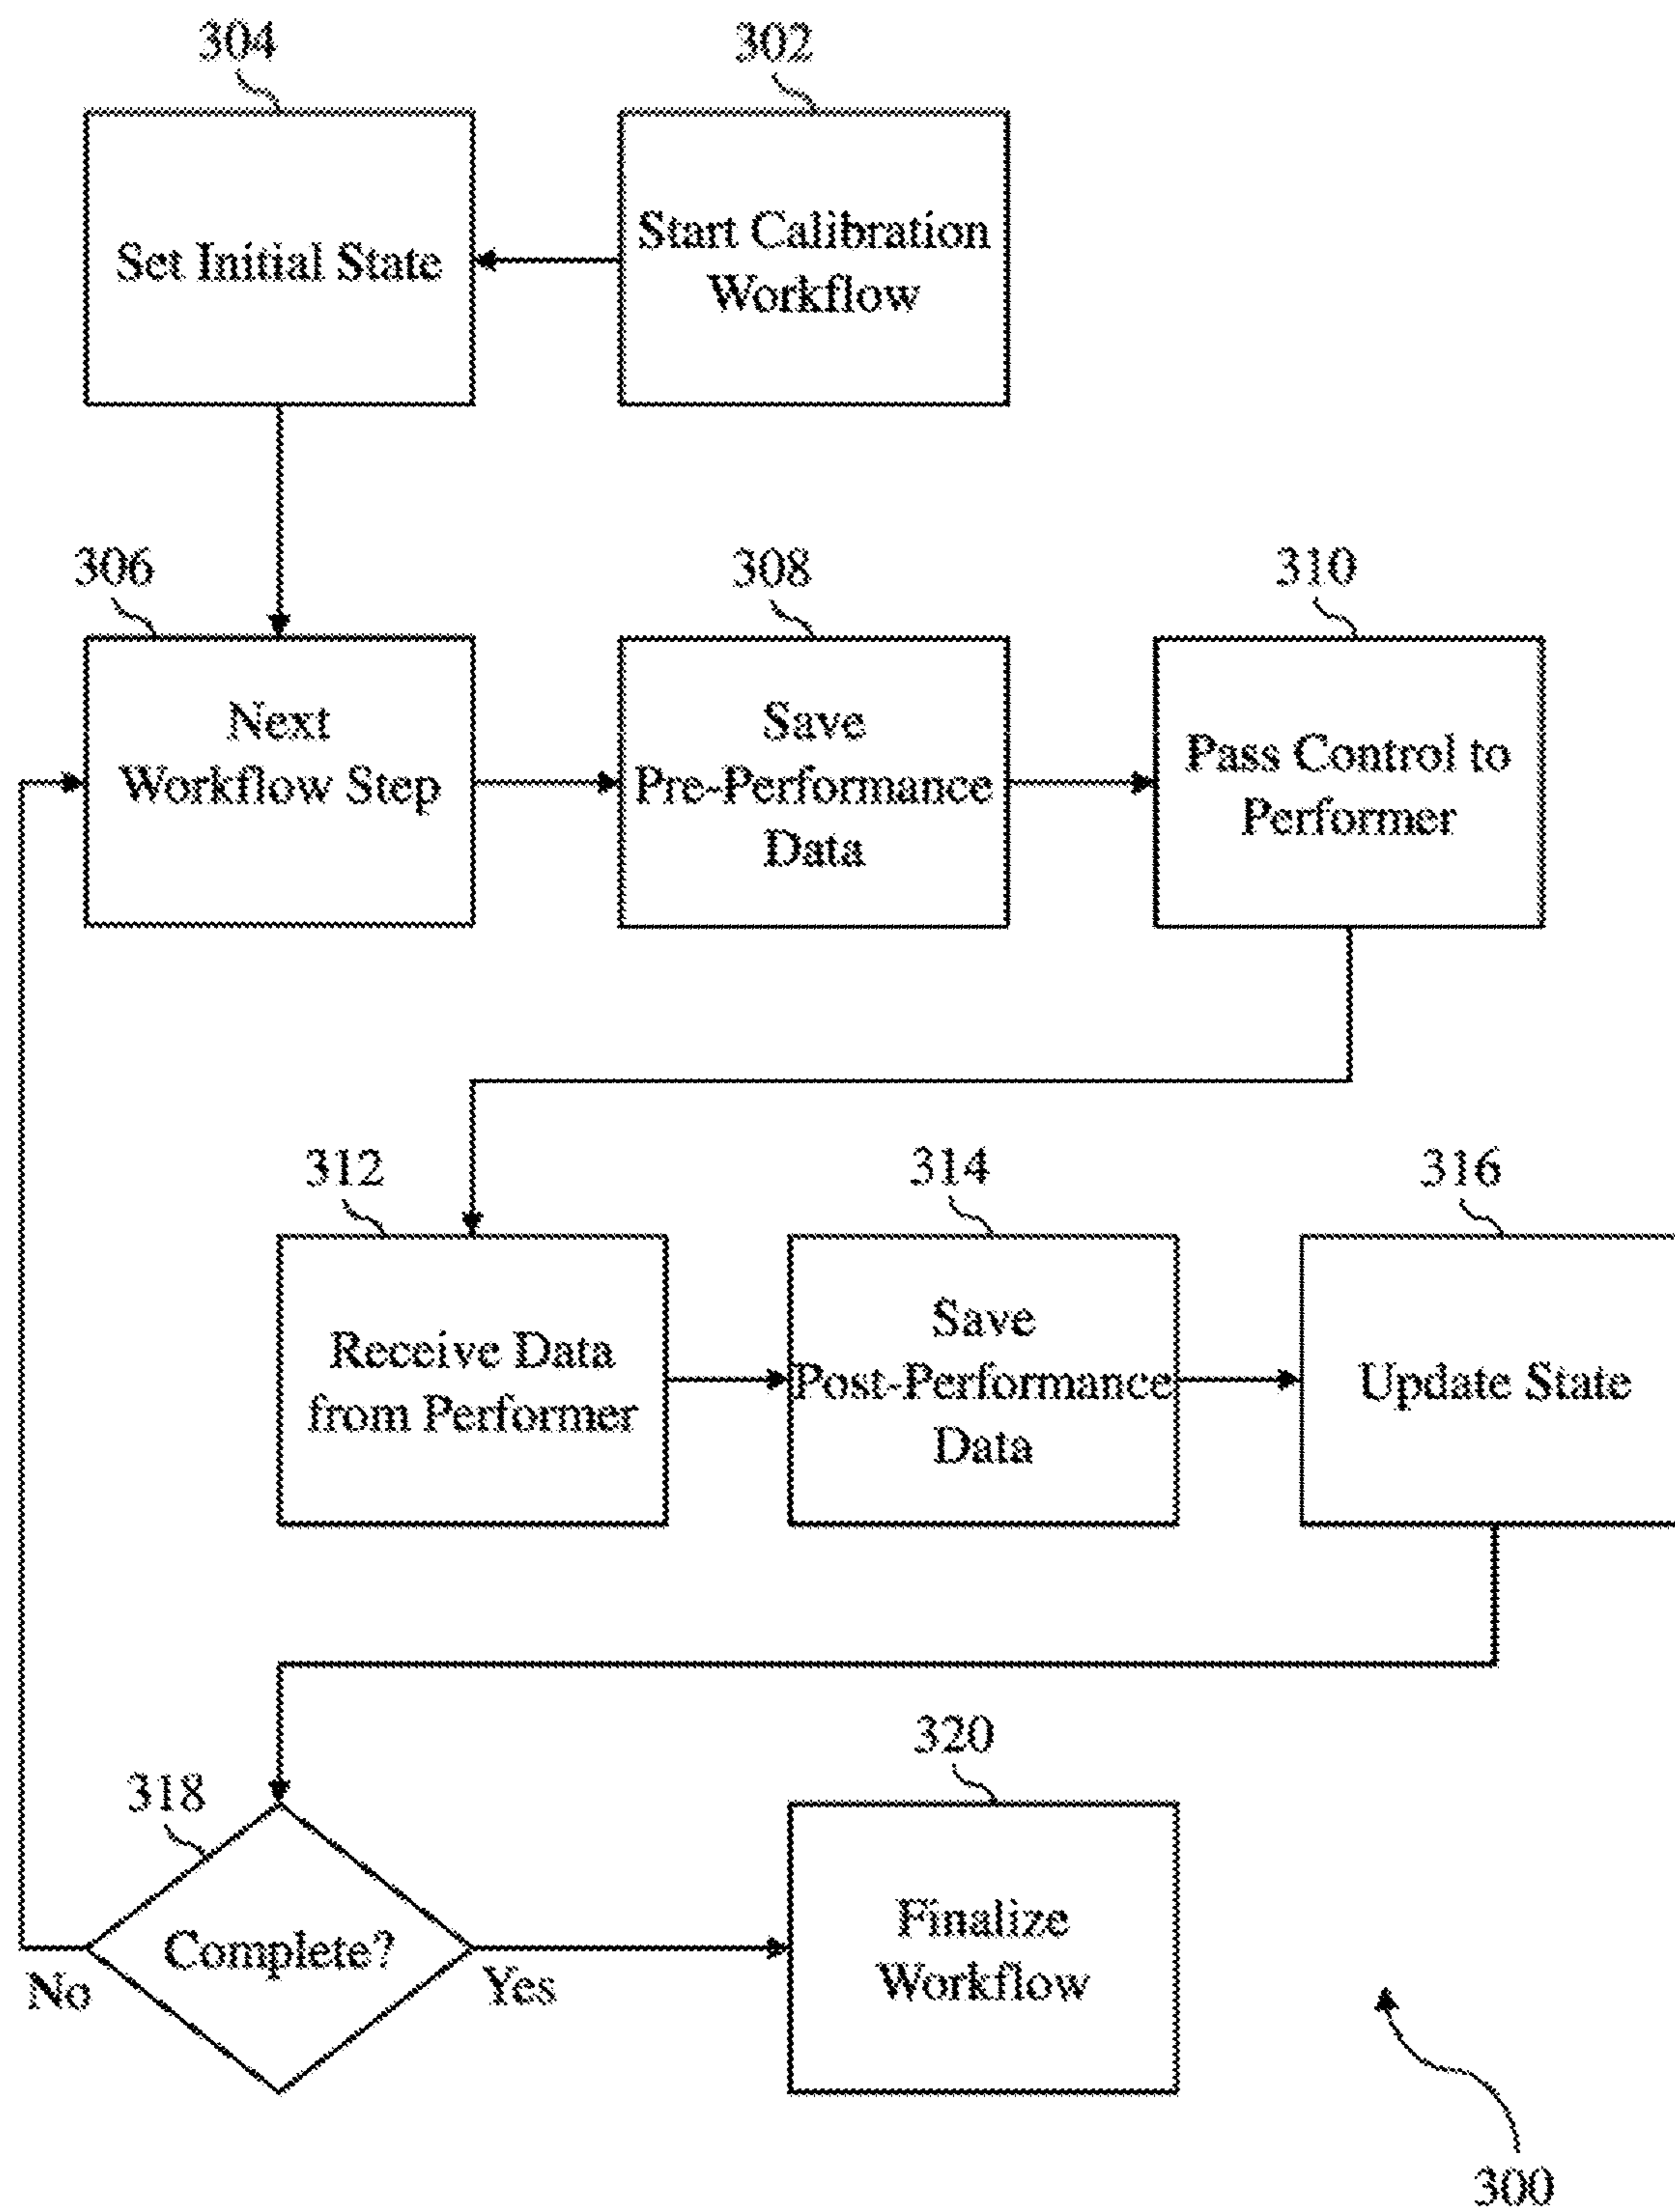 304
302
Set Initial State
Start Calibration
Workflow
306
308
310
Next
Workflow Step
Save
Pre-Performance
Data
Pass Control to
Performer
312
314
316
Receive Data
from Performer
Save
Post-Performance
Data
Update State
318
320
Complete?
No
Yes
Finalize
Workflow
300